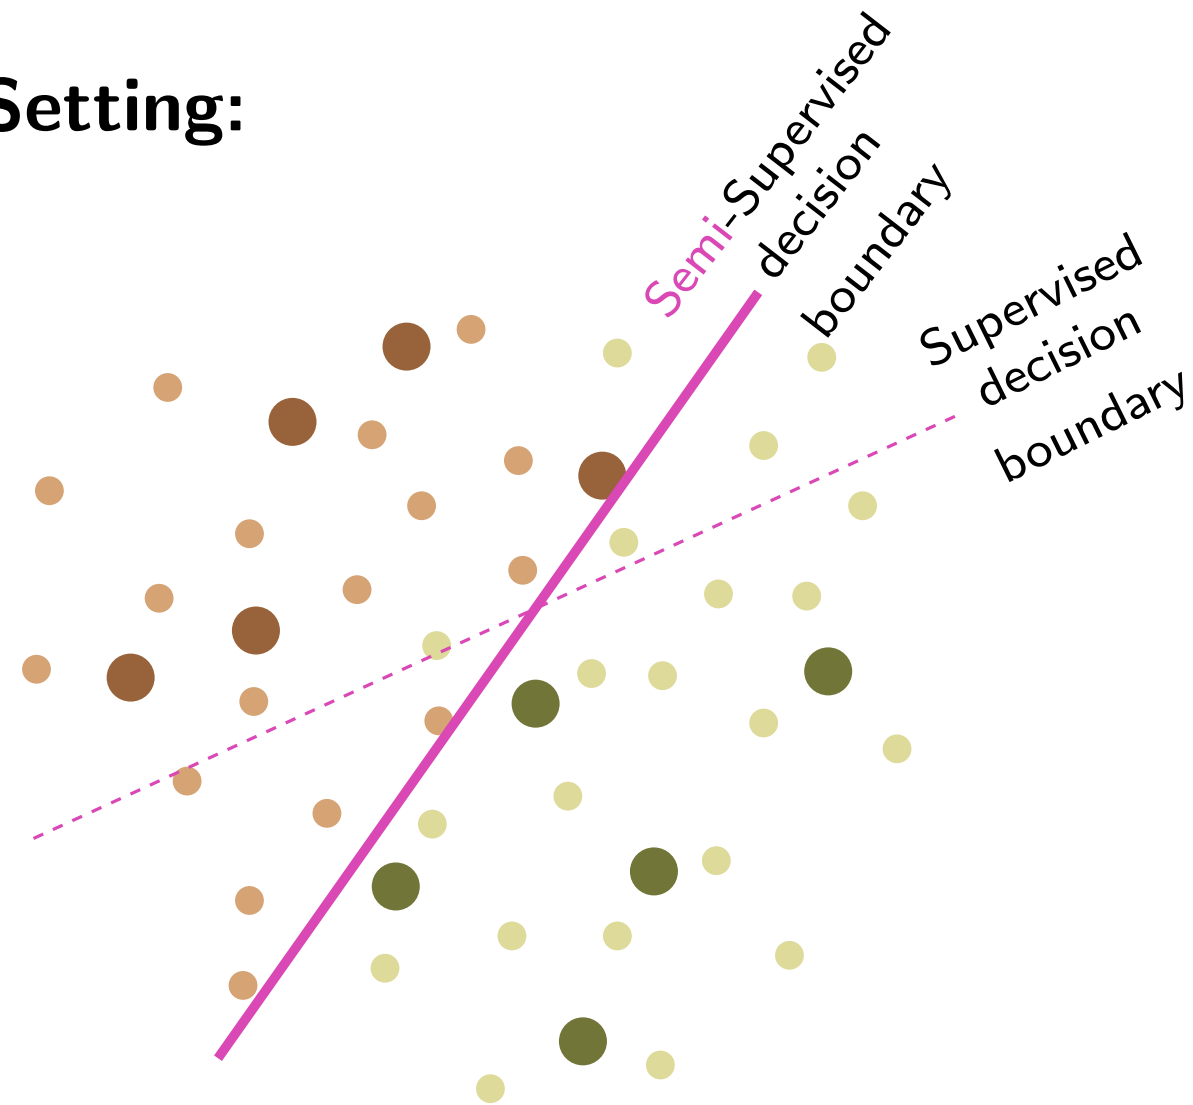 Setting:
Semi-Supervised
decision
boundary
Supervised
decision
boundary